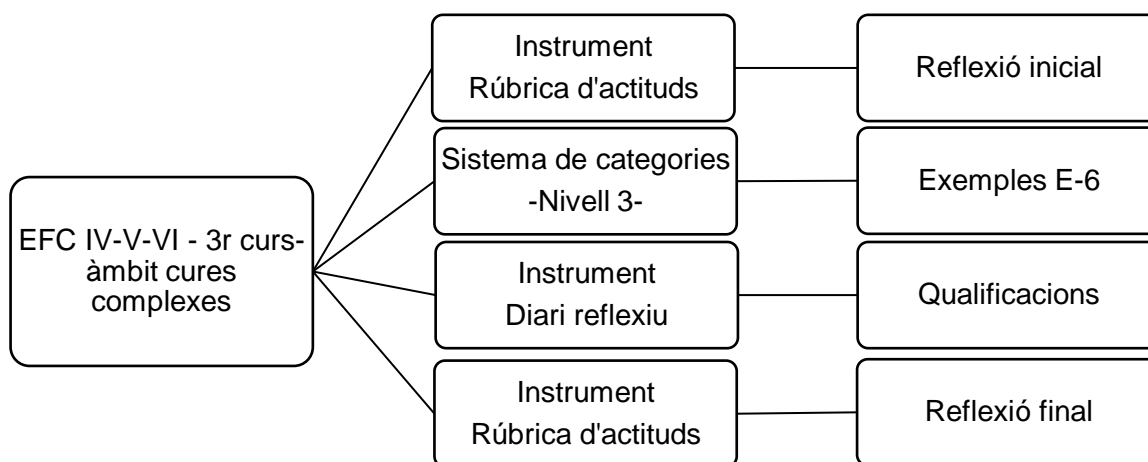 EFC IV-V-VI - 3r curs-
àmbit cures
complexes
Instrument
Rúbrica d'actituds
Reflexió inicial
Sistema de categories
-Nivell 3-
Exemples E-6
Instrument
Diari reflexiu
Qualificacions
Instrument
Rúbrica d'actituds
Reflexió final